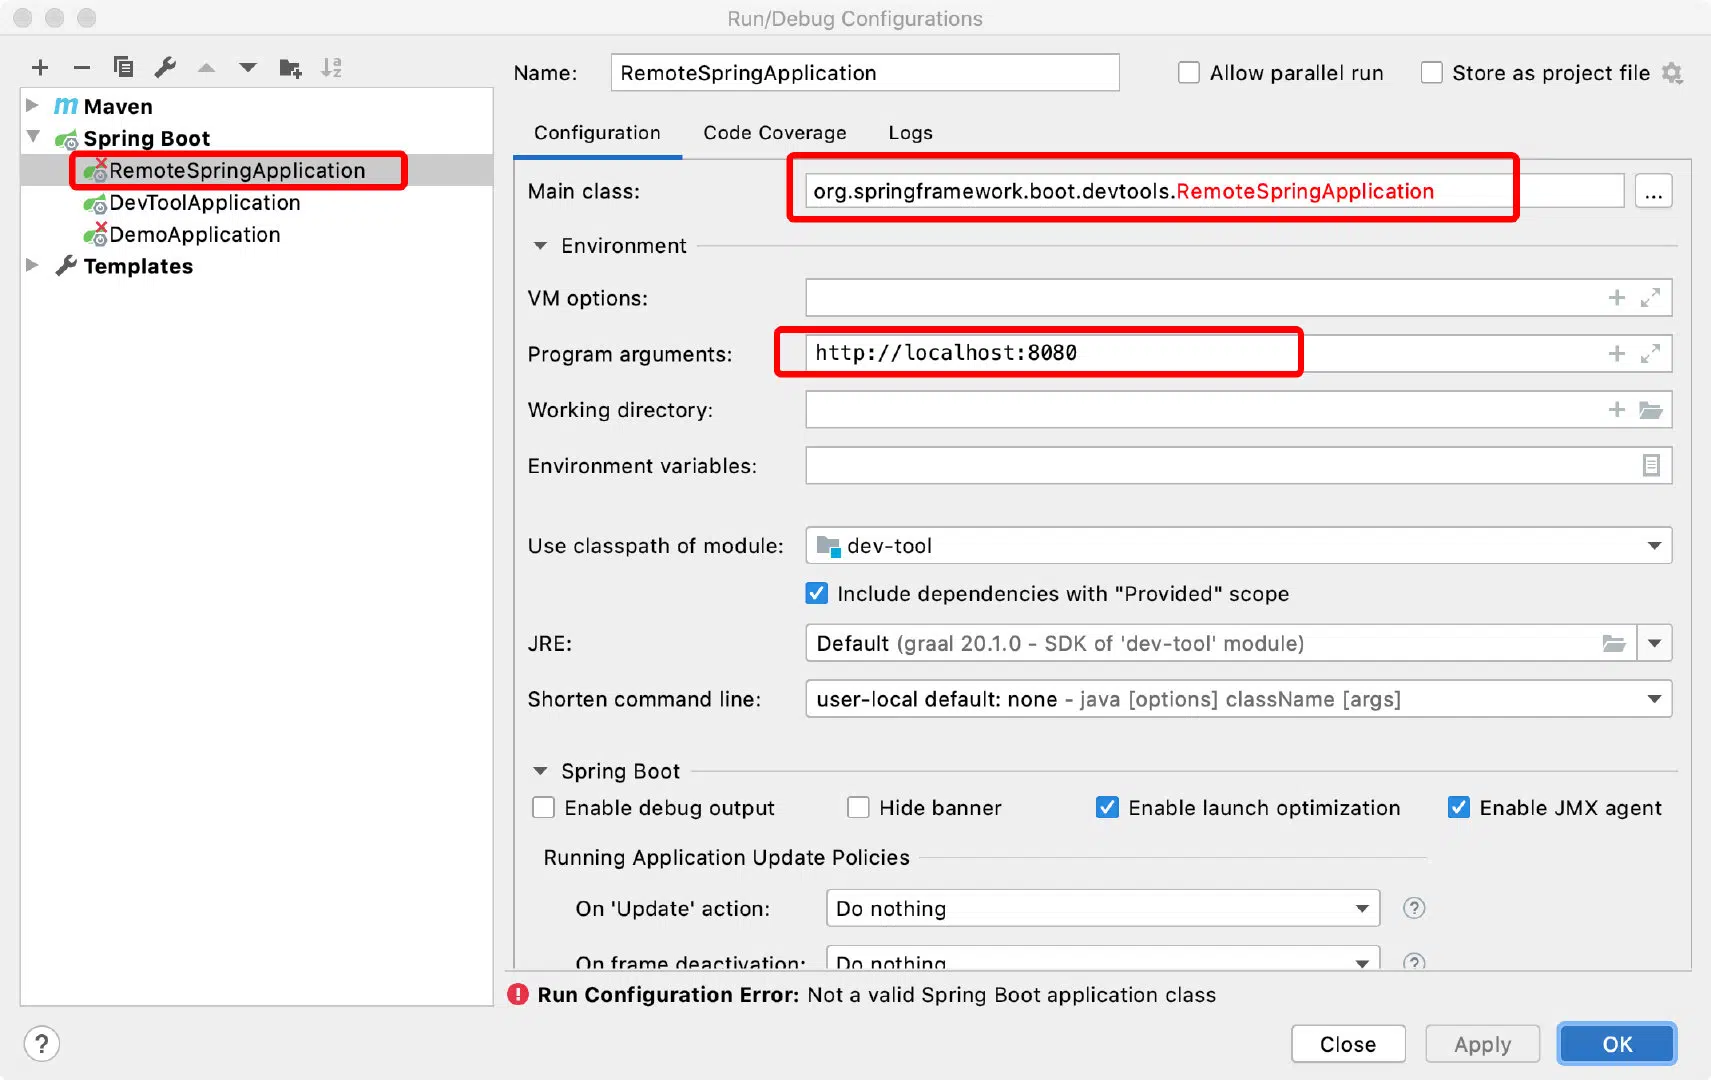 Run/Debug Configurations
Name: RemoteSpringApplication Allow parallel run Store as project file
Maven
Spring Boot
RemoteSpringApplication
DevToolApplication
DemoApplication
Templates
Configuration Code Coverage Logs
Main class: org.springframework.boot.devtools.RemoteSpringApplication ...
Environment
VM options:
Program arguments: http://localhost:8080
Working directory:
Environment variables:
Use classpath of module: dev-tool
Include dependencies with "Provided" scope
JRE: Default (graal 20.1.0 - SDK of 'dev-tool' module)
Shorten command line: user-local default: none - java [options] className [args]
Spring Boot
Enable debug output Hide banner Enable launch optimization Enable JMX agent
Running Application Update Policies
On 'Update' action: Do nothing ?
On frame deactivation: Do nothing ?
Run Configuration Error: Not a valid Spring Boot application class
? Close Apply OK